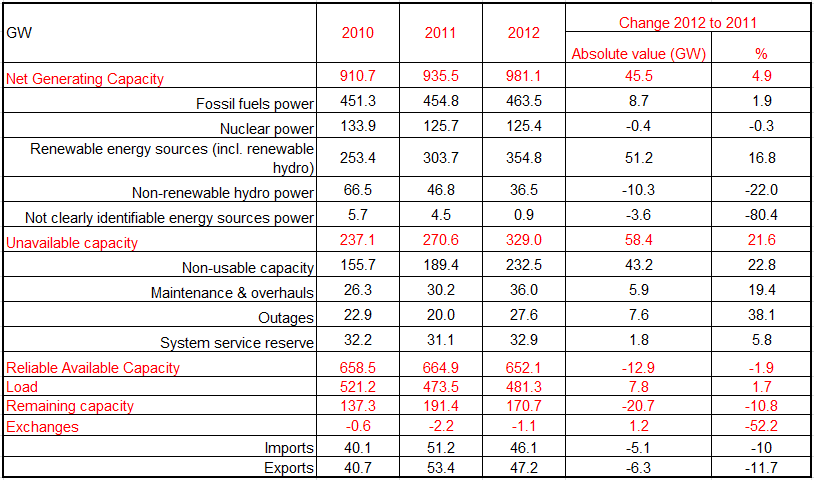 GW 2010 2011 2012 Change 2012 to 2011
Absolute value (GW) %
Net Generating Capacity 910.7 935.5 981.1 45.5 4.9
Fossil fuels power 451.3 454.8 463.5 8.7 1.9
Nuclear power 133.9 125.7 125.4 -0.4 -0.3
Renewable energy sources (incl. renewable
hydro) 253.4 303.7 354.8 51.2 16.8
Non-renewable hydro power 66.5 46.8 36.5 -10.3 -22.0
Not clearly identifiable energy sources power 5.7 4.5 0.9 -3.6 -80.4
Unavailable capacity 237.1 270.6 329.0 58.4 21.6
Non-usable capacity 155.7 189.4 232.5 43.2 22.8
Maintenance & overhauls 26.3 30.2 36.0 5.9 19.4
Outages 22.9 20.0 27.6 7.6 38.1
System service reserve 32.2 31.1 32.9 1.8 5.8
Reliable Available Capacity 658.5 664.9 652.1 -12.9 -1.9
Load 521.2 473.5 481.3 7.8 1.7
Remaining capacity 137.3 191.4 170.7 -20.7 -10.8
Exchanges -0.6 -2.2 -1.1 1.2 -52.2
Imports 40.1 51.2 46.1 -5.1 -10
Exports 40.7 53.4 47.2 -6.3 -11.7